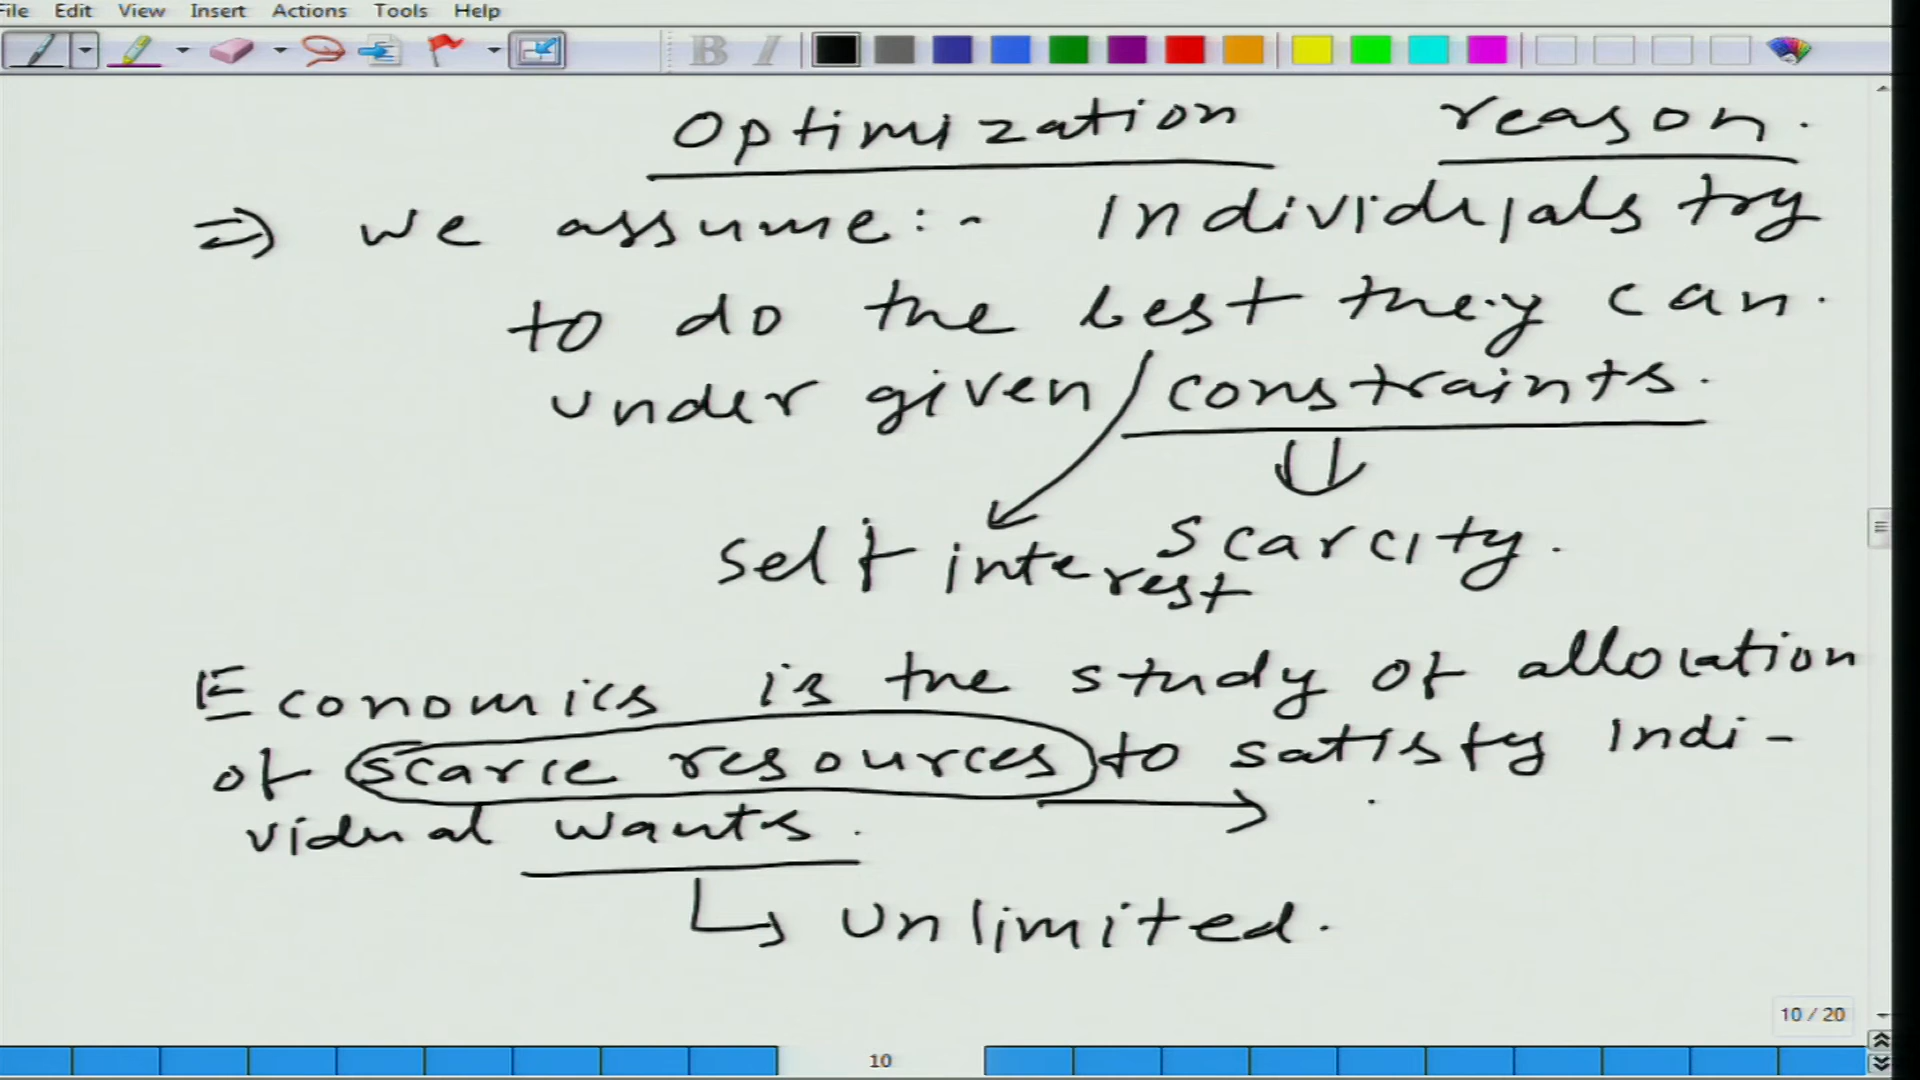 File Edit View Insert Actions Tools Help
B I
Optimization reason.
⇒ we assume:- Individuals try
to do the best they can.
under given constraints.
self interest scarcity.
Economics is the study of allocation
of scarce resources to satisfy indi-
vidual wants.
↳ unlimited.
10 / 20
10